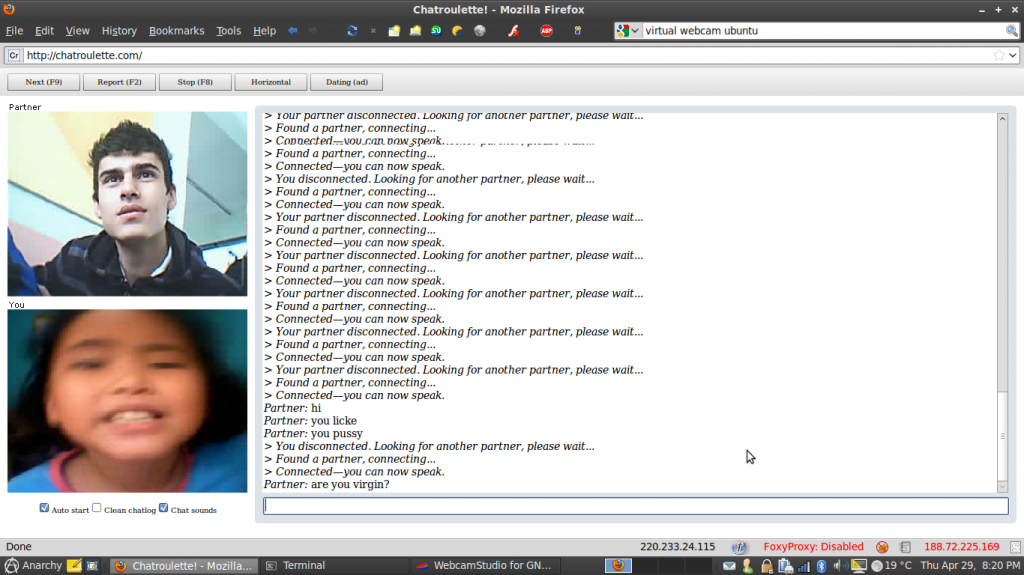 Chatroulette! - Mozilla Firefox
File Edit View History Bookmarks Tools Help
virtual webcam ubuntu
Cr http://chatroulette.com/
Next (F9) Report (F2) Stop (F8) Horizontal Dating (ad)
Partner
> Your partner disconnected. Looking for another partner, please wait...
> Found a partner, connecting...
> Connected—you can now speak.
> Found a partner, connecting...
> Connected—you can now speak.
> You disconnected. Looking for another partner, please wait...
> Found a partner, connecting...
> Connected—you can now speak.
> Your partner disconnected. Looking for another partner, please wait...
> Found a partner, connecting...
> Connected—you can now speak.
> Your partner disconnected. Looking for another partner, please wait...
> Found a partner, connecting...
> Connected—you can now speak.
> Your partner disconnected. Looking for another partner, please wait...
> Found a partner, connecting...
> Connected—you can now speak.
> Your partner disconnected. Looking for another partner, please wait...
> Found a partner, connecting...
> Connected—you can now speak.
> Your partner disconnected. Looking for another partner, please wait...
> Found a partner, connecting...
> Connected—you can now speak.
Partner: hi
Partner: you licke
Partner: you pussy
> You disconnected. Looking for another partner, please wait...
> Found a partner, connecting...
> Connected—you can now speak.
Partner: are you virgin?
You
Auto start Clean chatlog Chat sounds
Done 220.233.24.115 FoxyProxy: Disabled 188.72.225.169
Anarchy Chatroulette! - Mozilla... Terminal WebcamStudio for GN... 19 °C Thu Apr 29, 8:20 PM